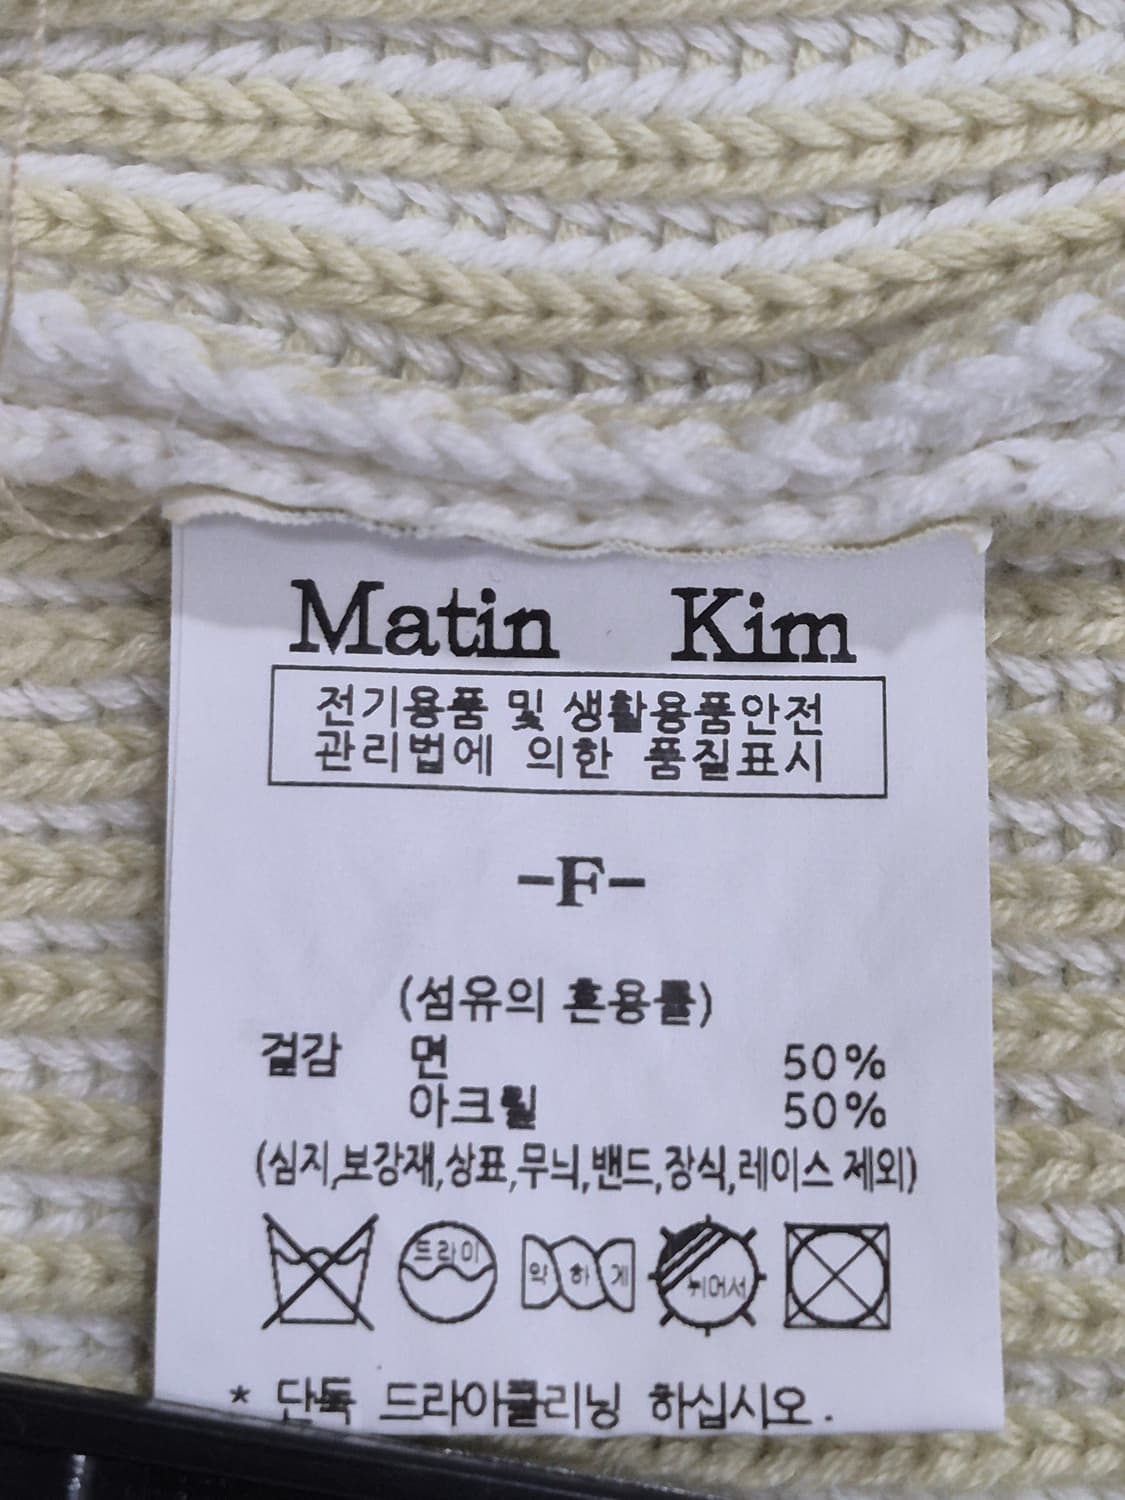 Matin Kim
전기용품 및 생활용품안전
관리법에 의한 품질표시
-F-
(섬유의 혼용률)
겉감 면 50%
아크릴 50%
(심지,보강재,상표,무늬,밴드,장식,레이스 제외)
드라이 약하게 뉘어서
* 단독 드라이클리닝 하십시오.